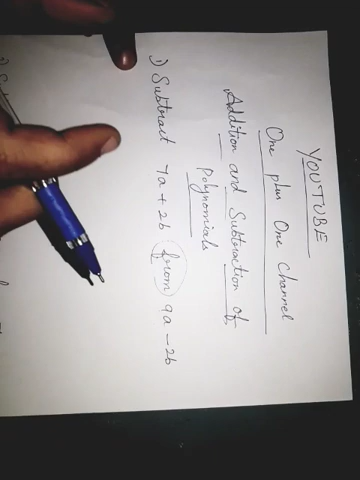 YOUTUBE
One plus One Channel
Addition and Subtraction of
Polynomials
1) Subtract 7a + 2b from 9a - 2b